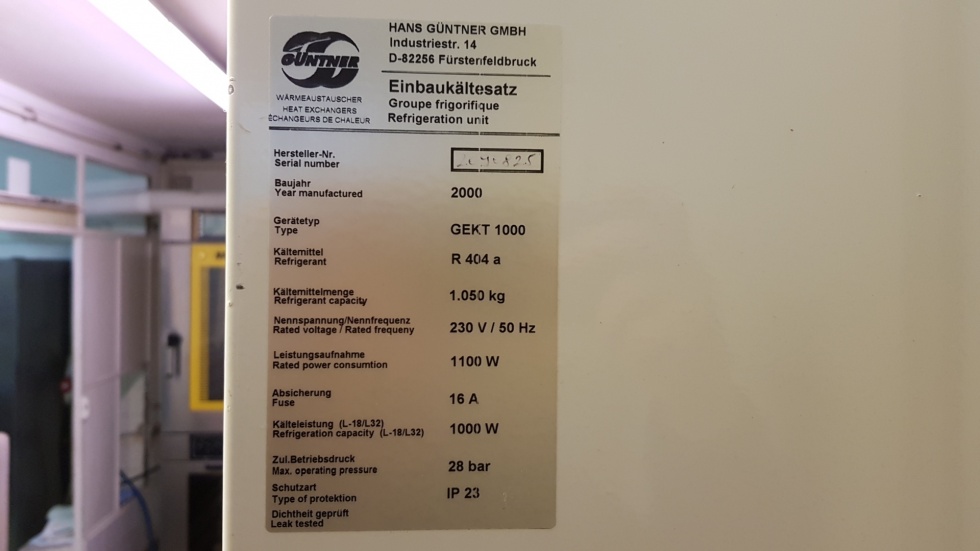 GÜNTNER
WÄRMEAUSTAUSCHER
HEAT EXCHANGERS
ÉCHANGEURS DE CHALEUR
HANS GÜNTNER GMBH
Industriestr. 14
D-82256 Fürstenfeldbruck
Einbaukältesatz
Groupe frigorifique
Refrigeration unit
Hersteller-Nr.
Serial number
Baujahr
Year manufactured
2000
Gerätetyp
Type
GEKT 1000
Kältemittel
Refrigerant
R 404 a
Kältemittelmenge
Refrigerant capacity
1.050 kg
Nennspannung/Nennfrequenz
Rated voltage / Rated frequeny
230 V / 50 Hz
Leistungsaufnahme
Rated power consumtion
1100 W
Absicherung
Fuse
16 A
Kälteleistung (L-18/L32)
Refrigeration capacity (L-18/L32)
1000 W
Zul.Betriebsdruck
Max. operating pressure
28 bar
Schutzart
Type of protektion
IP 23
Dichtheit geprüft
Leak tested